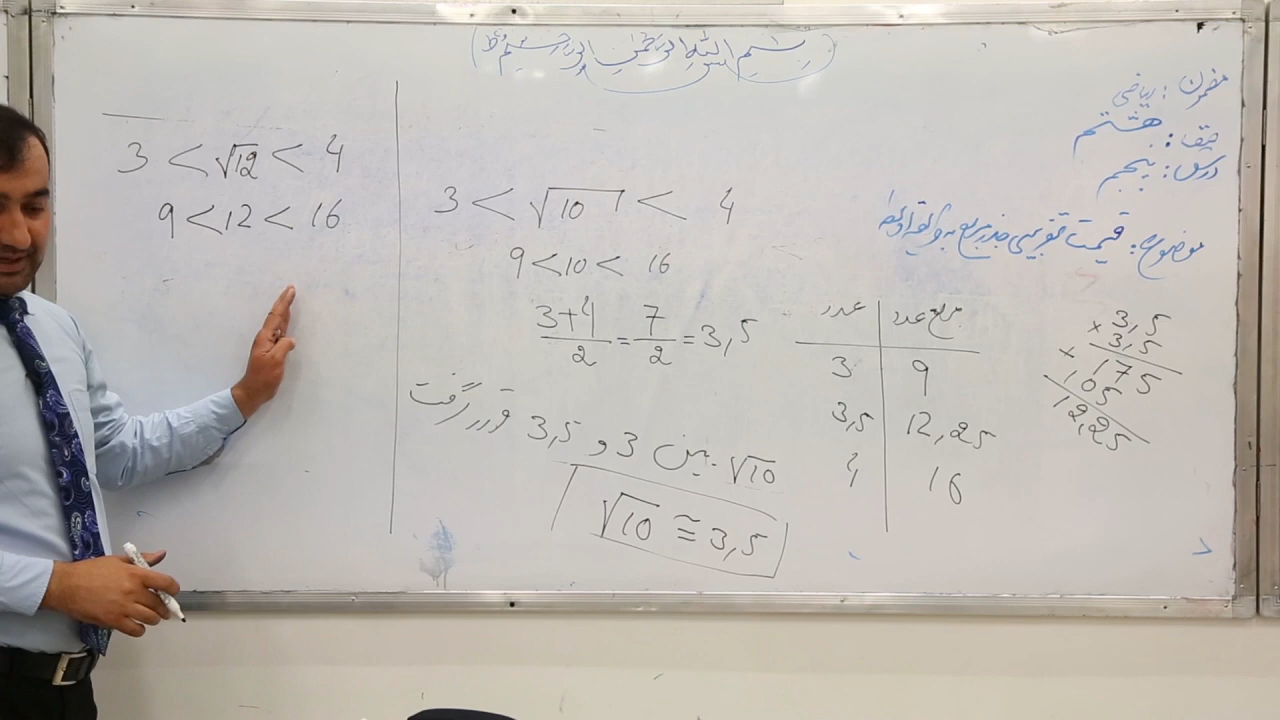 بسم الله الرحمن الرحیم
مضمون: ریاضی
صنف: هشتم
درس: پنجم
موضوع: قیمت تقریبی جذر مربع به
3 < √12 < 4
9 < 12 < 16
3 < √10 < 4
9 < 10 < 16
3+4/2 = 7/2 = 3,5
√10 بین 3 و 3,5 قرار گرفت
√10 ≅ 3,5
عدد | مربع عدد
3 | 9
3,5 | 12,25
4 | 16
3,5
× 3,5
× 175
105
12,25